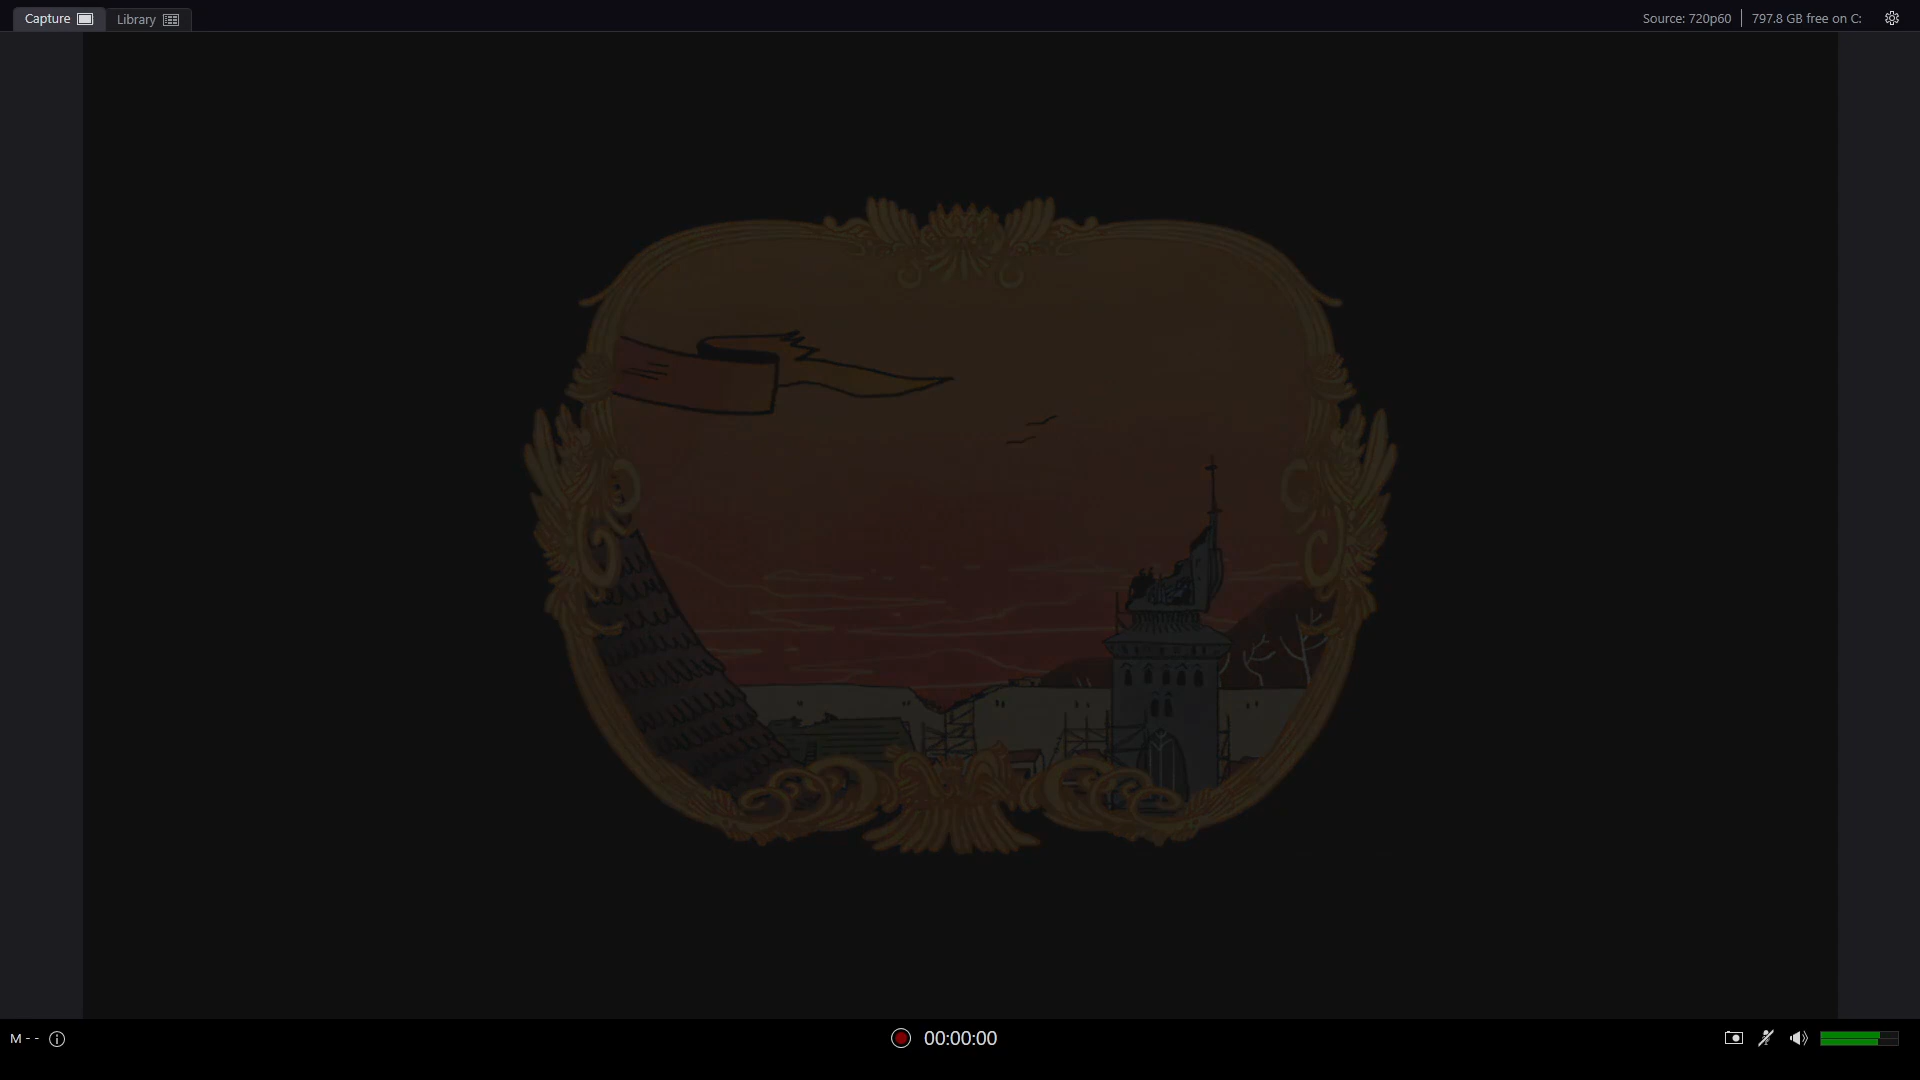 Capture
Library
Source: 720p60
797.8 GB free on C:
M - -
00:00:00